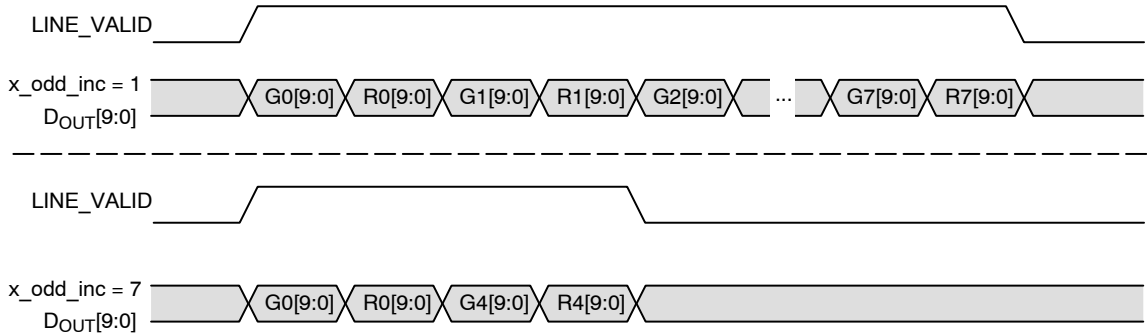 LINE_VALID
x_odd_inc = 1
DOUT[9:0]
G0[9:0] R0[9:0] G1[9:0] R1[9:0] G2[9:0] ... G7[9:0] R7[9:0]
LINE_VALID
x_odd_inc = 7
DOUT[9:0]
G0[9:0] R0[9:0] G4[9:0] R4[9:0]